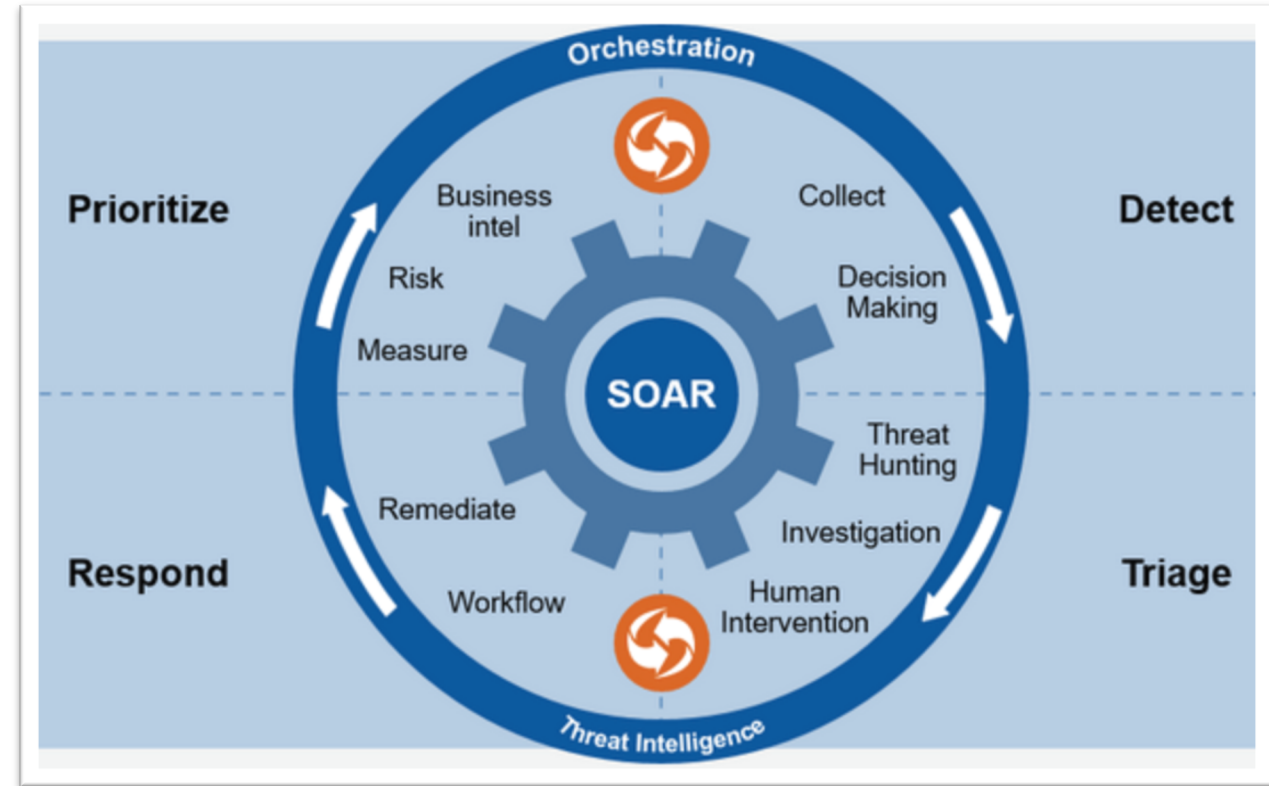 Orchestration
Prioritize
Business
intel
Risk
Measure
Collect
Decision
Making
Detect
SOAR
Respond
Remediate
Workflow
Threat
Hunting
Investigation
Human
Intervention
Triage
Threat Intelligence